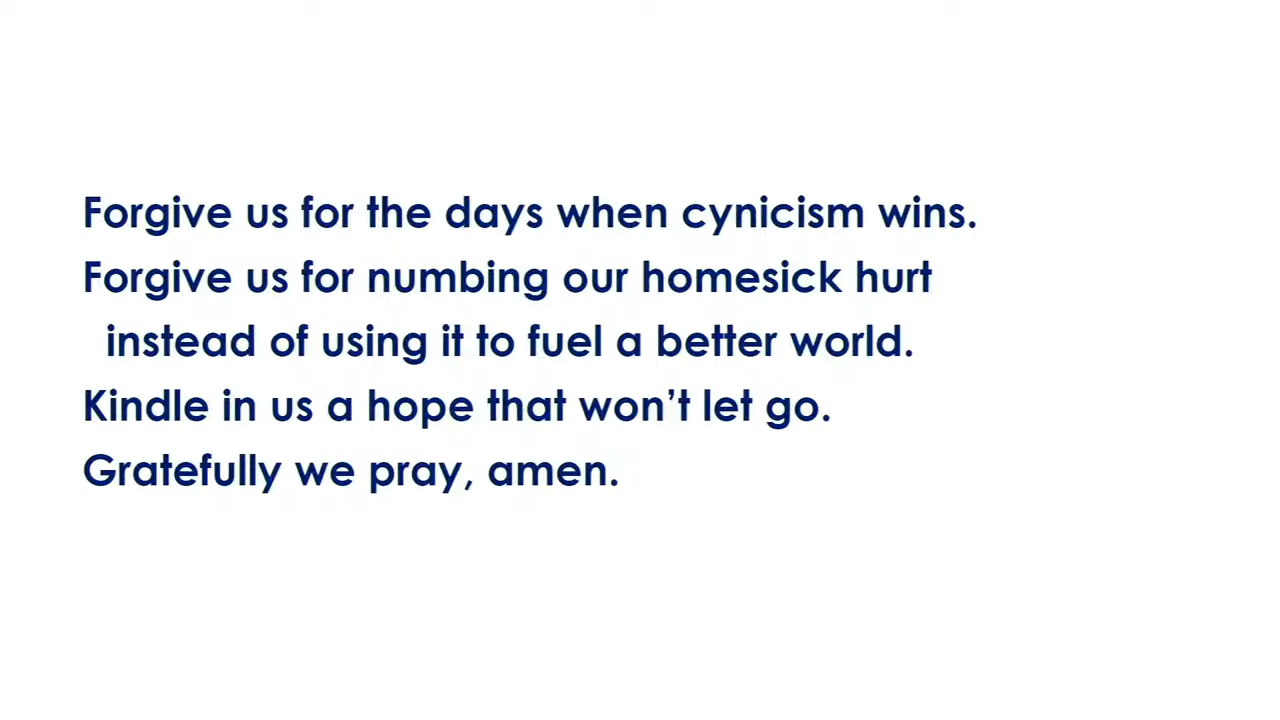 Forgive us for the days when cynicism wins.
Forgive us for numbing our homesick hurt
instead of using it to fuel a better world.
Kindle in us a hope that won’t let go.
Gratefully we pray, amen.